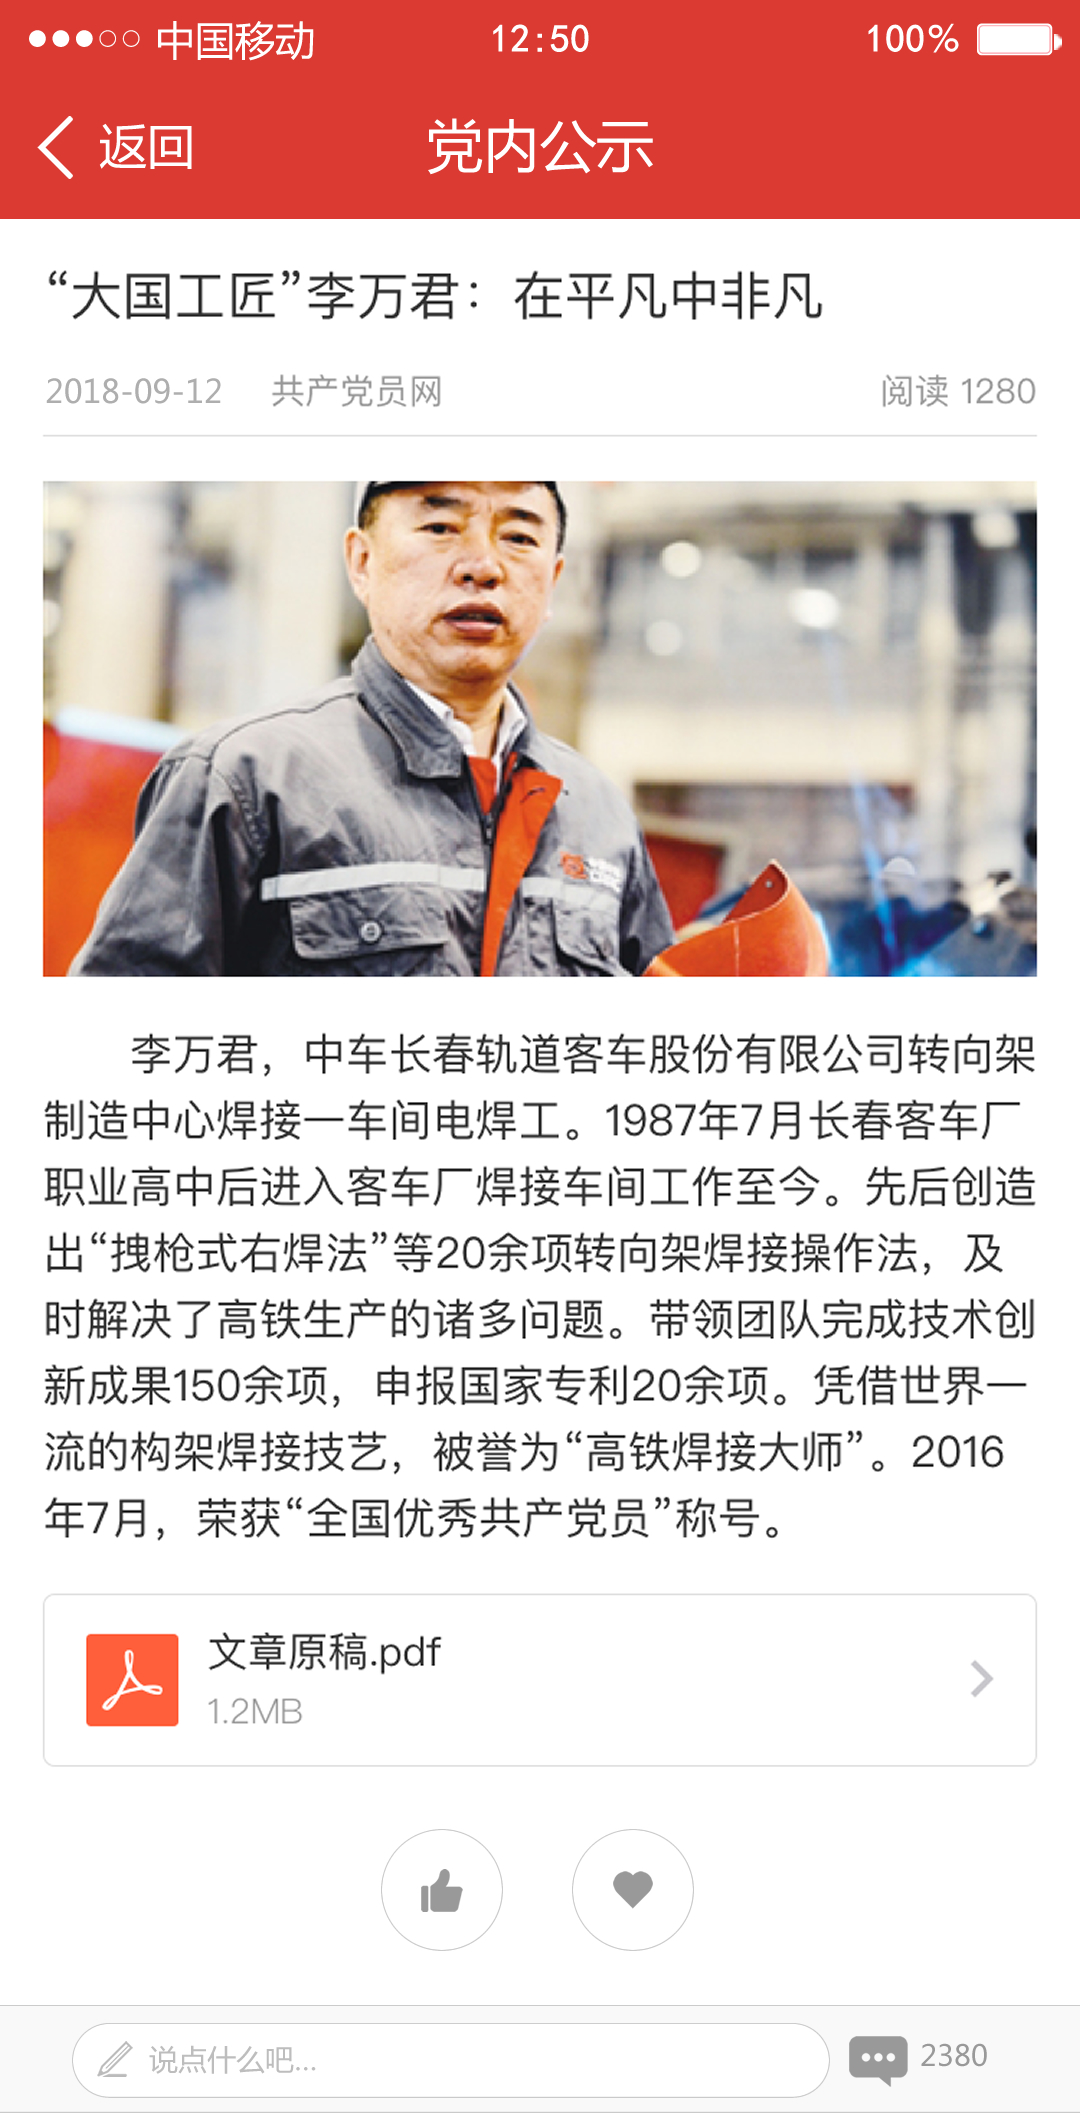 中国移动 12:50 100%
返回 党内公示
“大国工匠”李万君：在平凡中非凡
2018-09-12 共产党员网 阅读 1280
李万君，中车长春轨道客车股份有限公司转向架
制造中心焊接一车间电焊工。1987年7月长春客车厂
职业高中后进入客车厂焊接车间工作至今。先后创造
出“拽枪式右焊法”等20余项转向架焊接操作法，及
时解决了高铁生产的诸多问题。带领团队完成技术创
新成果150余项，申报国家专利20余项。凭借世界一
流的构架焊接技艺，被誉为“高铁焊接大师”。2016
年7月，荣获“全国优秀共产党员”称号。
文章原稿.pdf
1.2MB
说点什么吧... 2380